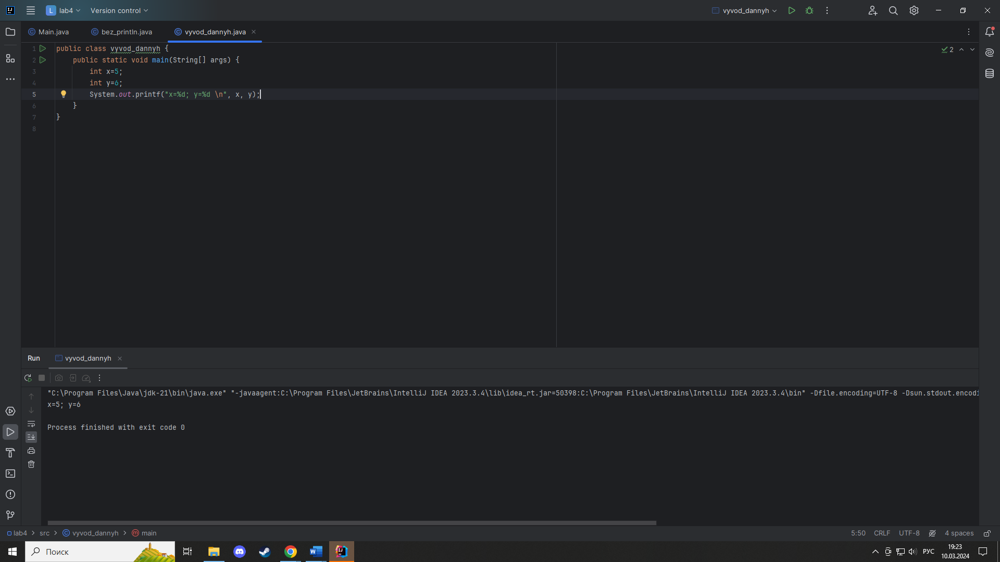 lab4 Version control vyvod_dannyh
Main.java bez_println.java vyvod_dannyh.java
1 public class vyvod_dannyh { 2
2 public static void main(String[] args) {
3 int x=5;
4 int y=6;
5 System.out.printf("x=%d; y=%d \n", x, y);
6 }
7 }
8
Run vyvod_dannyh
"C:\Program Files\Java\jdk-21\bin\java.exe" "-javaagent:C:\Program Files\JetBrains\IntelliJ IDEA 2023.3.4\lib\idea_rt.jar=50398:C:\Program Files\JetBrains\IntelliJ IDEA 2023.3.4\bin" -Dfile.encoding=UTF-8 -Dsun.stdout.encodi
x=5; y=6
Process finished with exit code 0
lab4 > src > vyvod_dannyh > main 5:50 CRLF UTF-8 4 spaces
Поиск РУС 19:23
10.03.2024